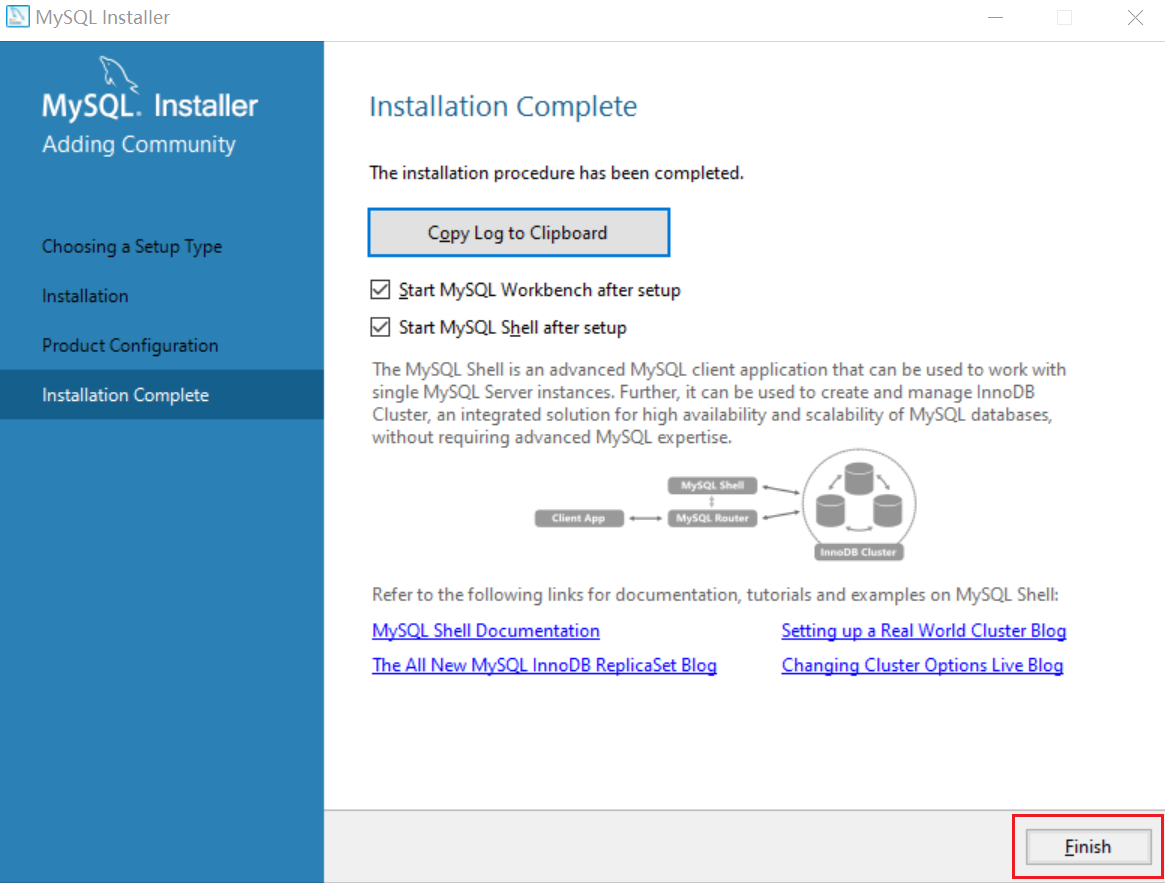 MySQL Installer
MySQL. Installer
Adding Community
Choosing a Setup Type
Installation
Product Configuration
Installation Complete
Installation Complete
The installation procedure has been completed.
Copy Log to Clipboard
Start MySQL Workbench after setup
Start MySQL Shell after setup
The MySQL Shell is an advanced MySQL client application that can be used to work with
single MySQL Server instances. Further, it can be used to create and manage InnoDB
Cluster, an integrated solution for high availability and scalability of MySQL databases,
without requiring advanced MySQL expertise.
MySQL Shell
Client App
MySQL Router
InnoDB Cluster
Refer to the following links for documentation, tutorials and examples on MySQL Shell:
MySQL Shell Documentation
Setting up a Real World Cluster Blog
The All New MySQL InnoDB ReplicaSet Blog
Changing Cluster Options Live Blog
Finish